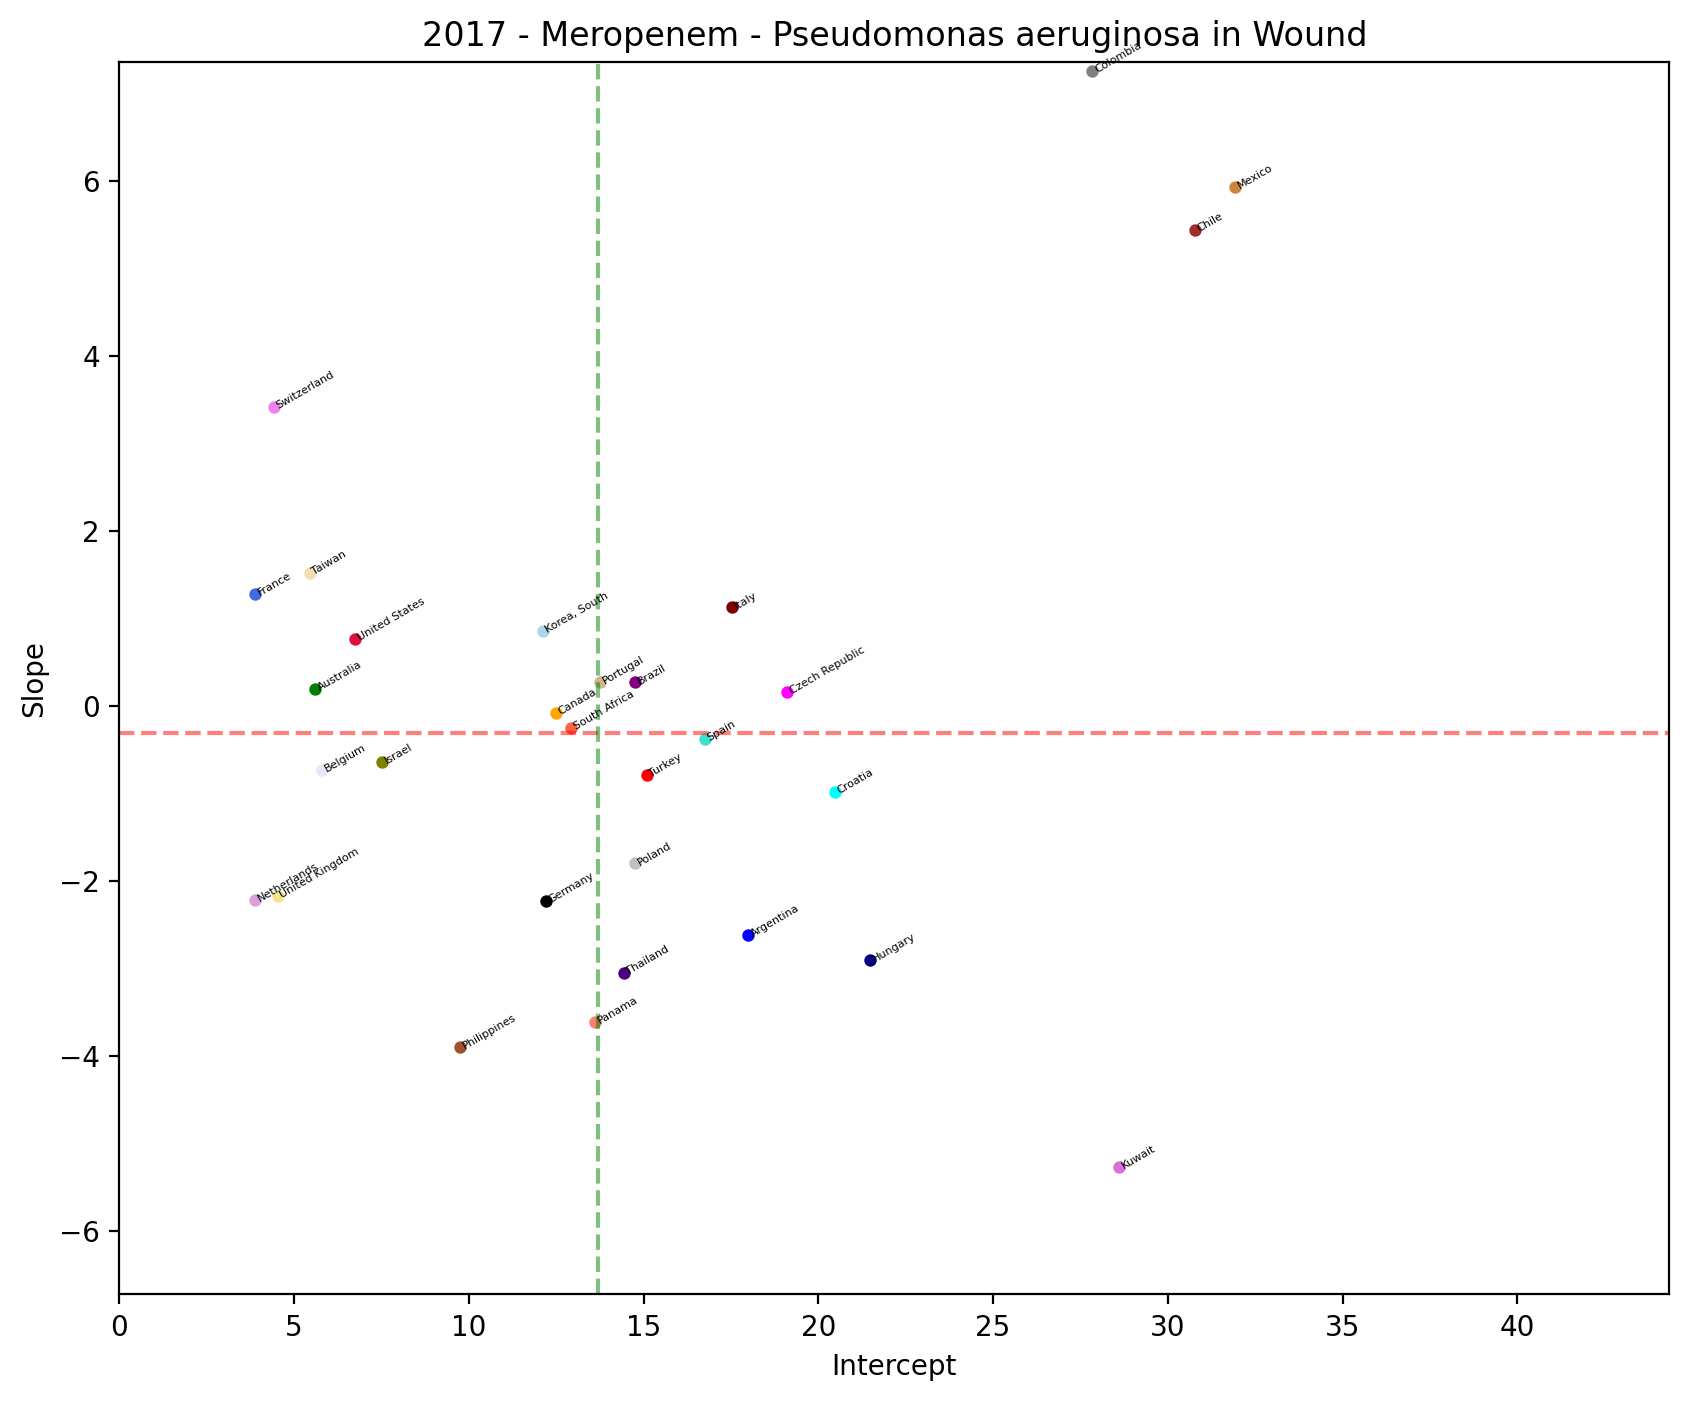 2017 - Meropenem - Pseudomonas aeruginosa in Wound
Colombia
6
Mexico
Chile
4
Switzerland
2
Taiwan
France
Italy
United States
Korea, South
Slope
Australia
Portugal
Brazil
Czech Republic
0
Canada
South Africa
Spain
Belgium
Israel
Turkey
Croatia
Poland
−2
Netherlands
United Kingdom
Germany
Argentina
Hungary
Thailand
Panama
Philippines
−4
Kuwait
−6
0 5 10 15 20 25 30 35 40
Intercept